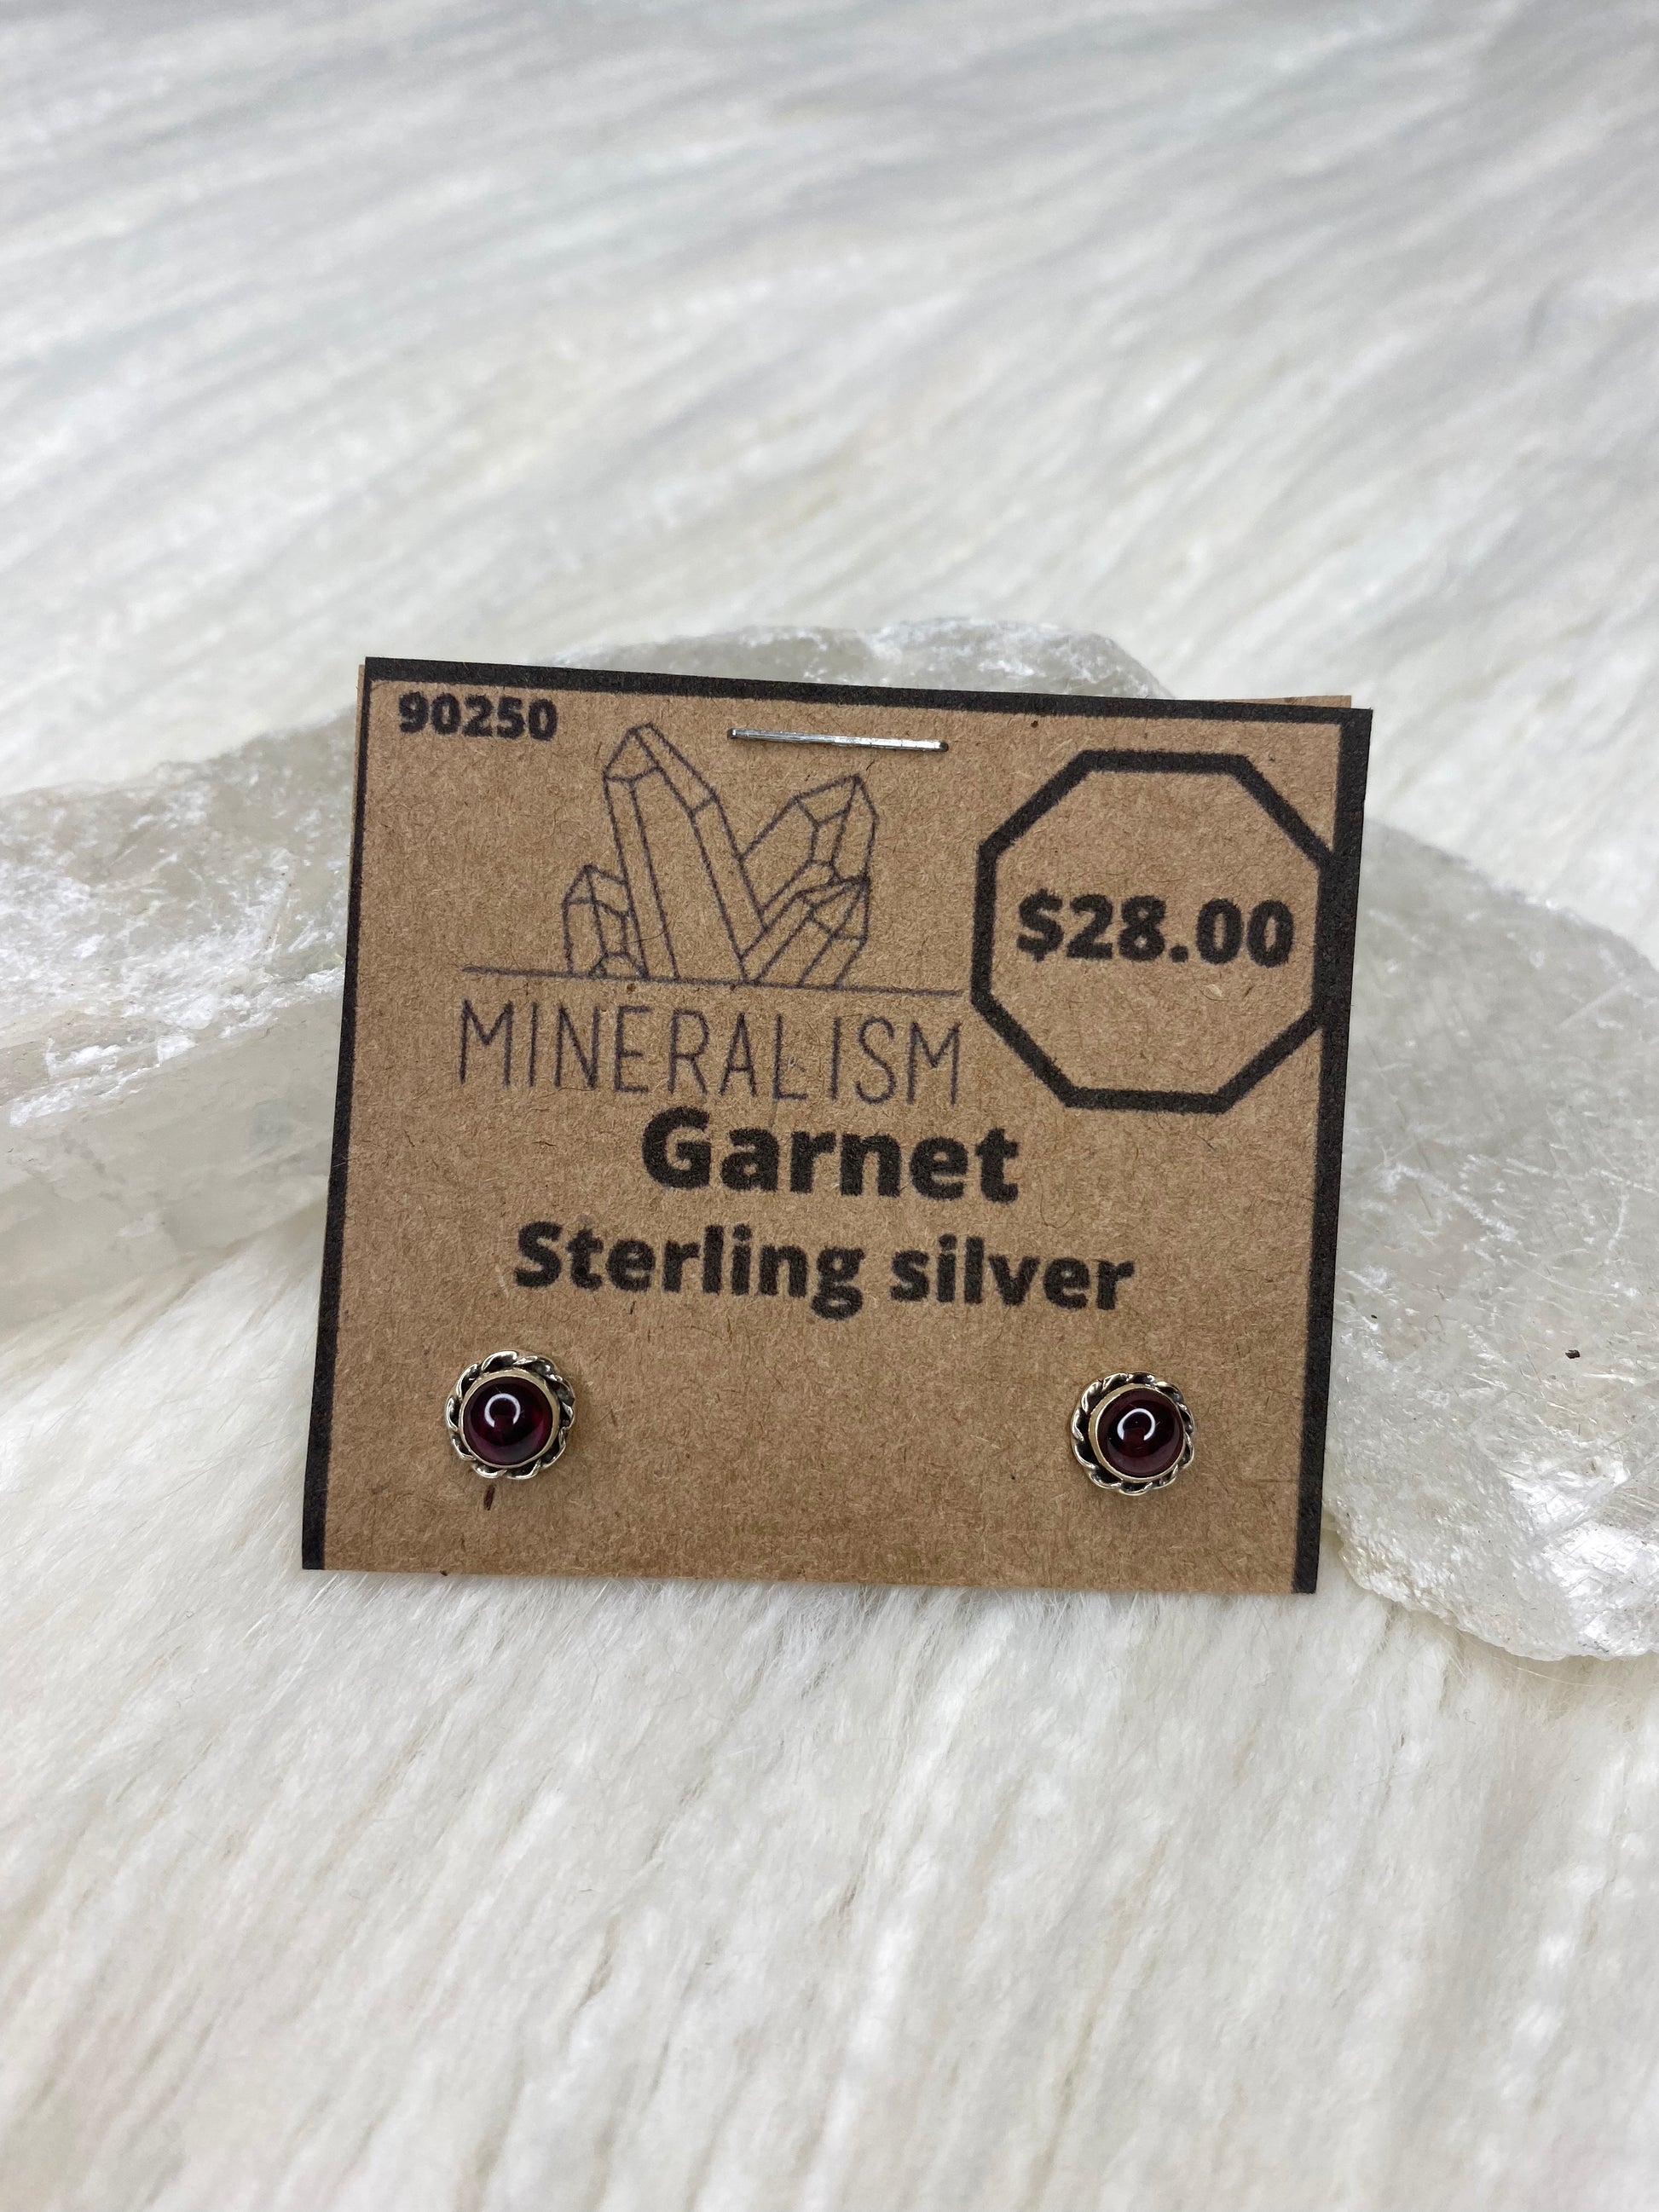 90250
$28.00
MINERALISM
Garnet
Sterling silver